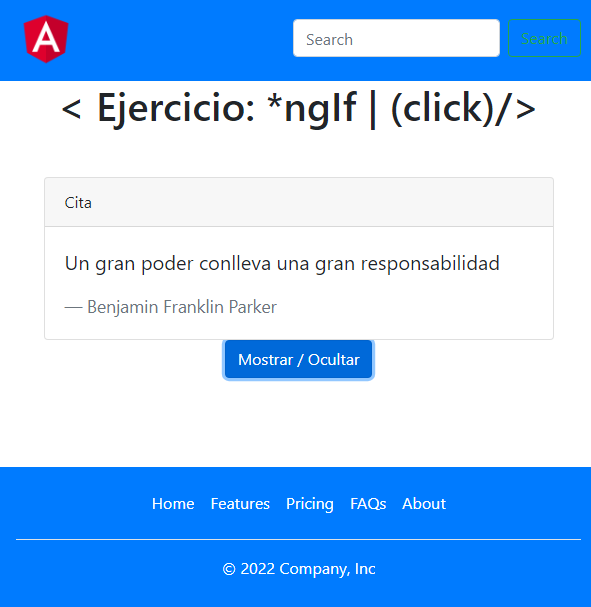 A
Search
Search
< Ejercicio: *ngIf | (click)/>
Cita
Un gran poder conlleva una gran responsabilidad
— Benjamin Franklin Parker
Mostrar / Ocultar
Home Features Pricing FAQs About
© 2022 Company, Inc